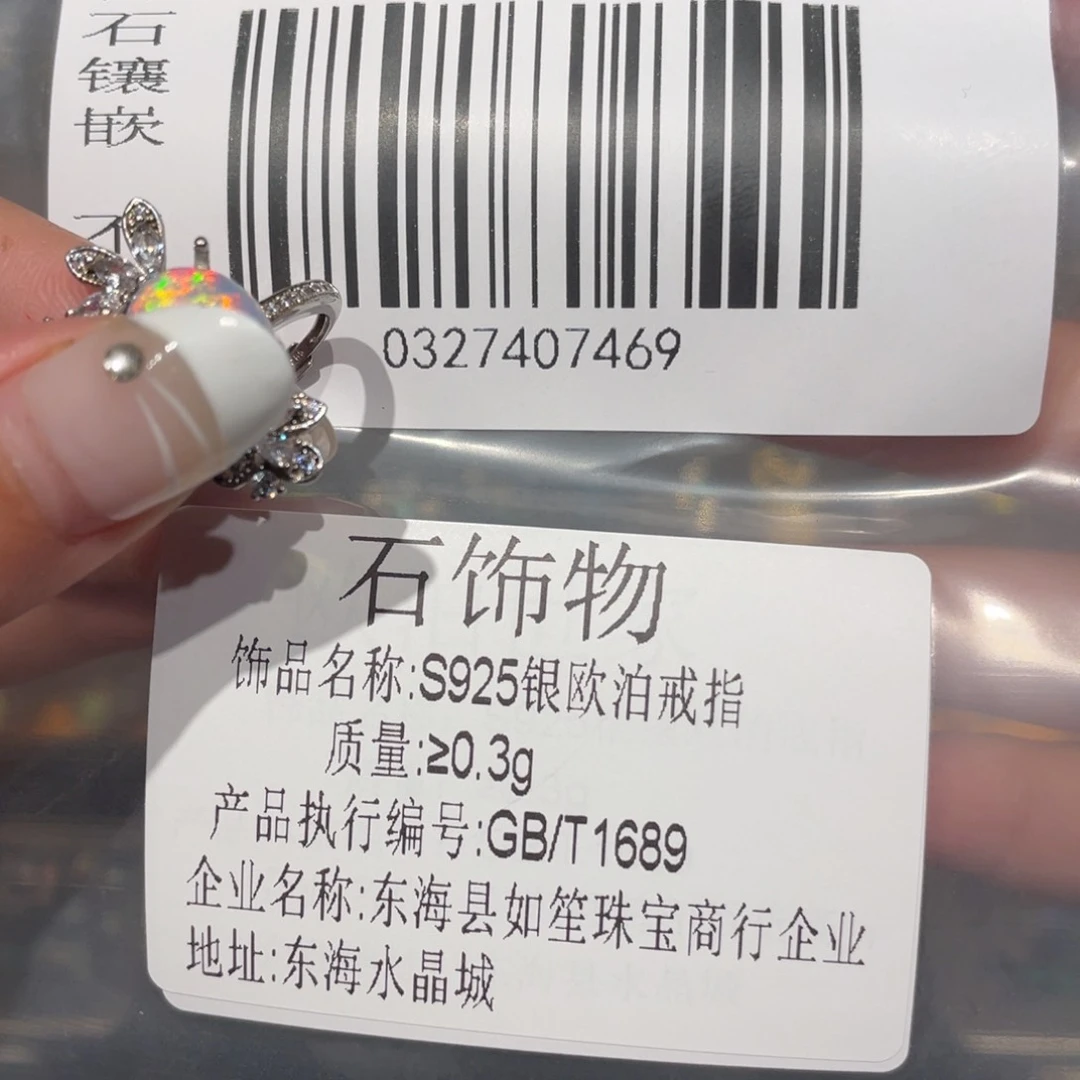 石镶嵌
0327407469
石饰物
饰品名称:S925银欧泊戒指
质量:≥0.3g
产品执行编号:GB/T1689
企业名称:东海县如笙珠宝商行企业
地址:东海水晶城